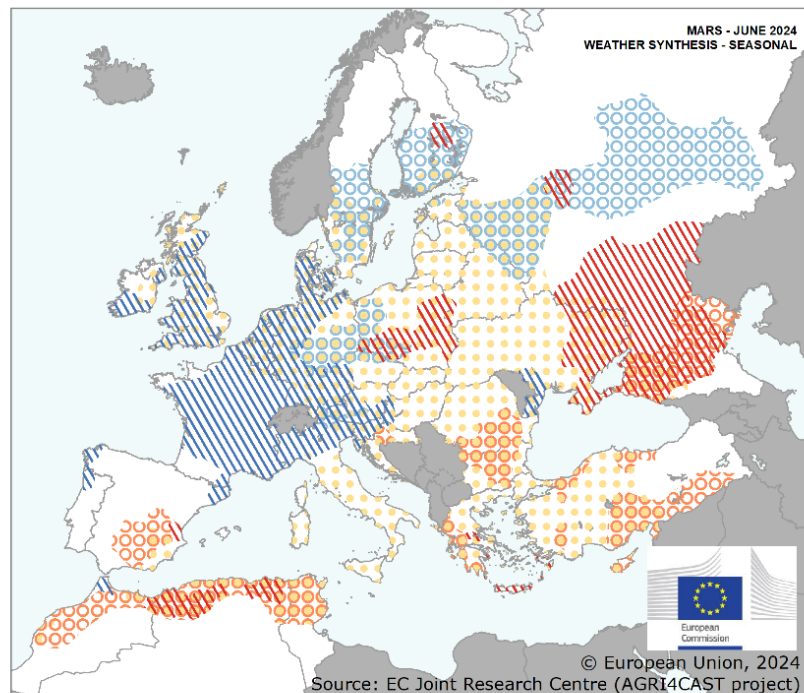 MARS - JUNE 2024
WEATHER SYNTHESIS - SEASONAL
European
Commission
© European Union, 2024
Source: EC Joint Research Centre (AGRI4CAST project)